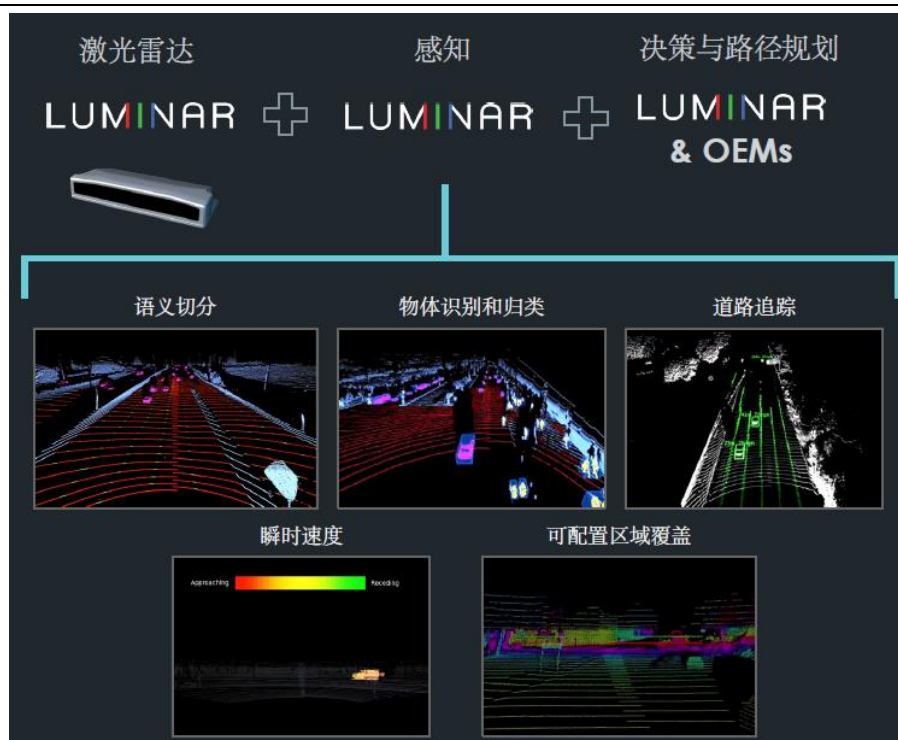 激光雷达
感知
决策与路径规划
LUMINAR
LUMINAR
LUMINAR
& OEMs
语义切分
物体识别和归类
道路追踪
瞬时速度
可配置区域覆盖
Approaching
Receding